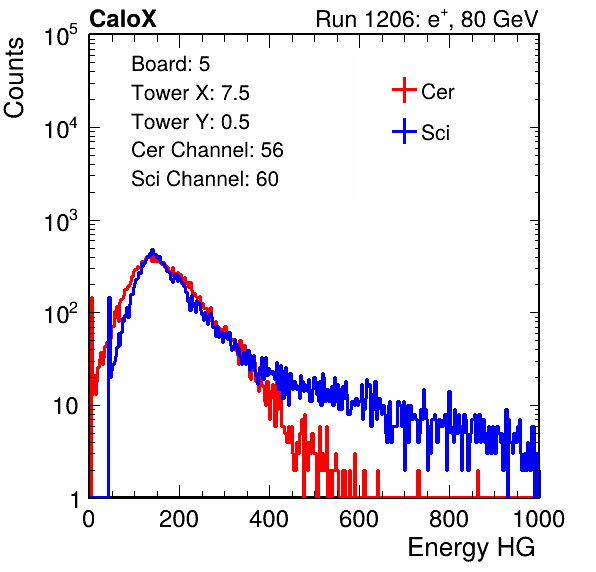 CaloX Run 1206: e⁺, 80 GeV
Counts
Board: 5
Tower X: 7.5
Tower Y: 0.5
Cer Channel: 56
Sci Channel: 60
Cer
Sci
10⁵
10⁴
10³
10²
10
1
0 200 400 600 800 1000
Energy HG